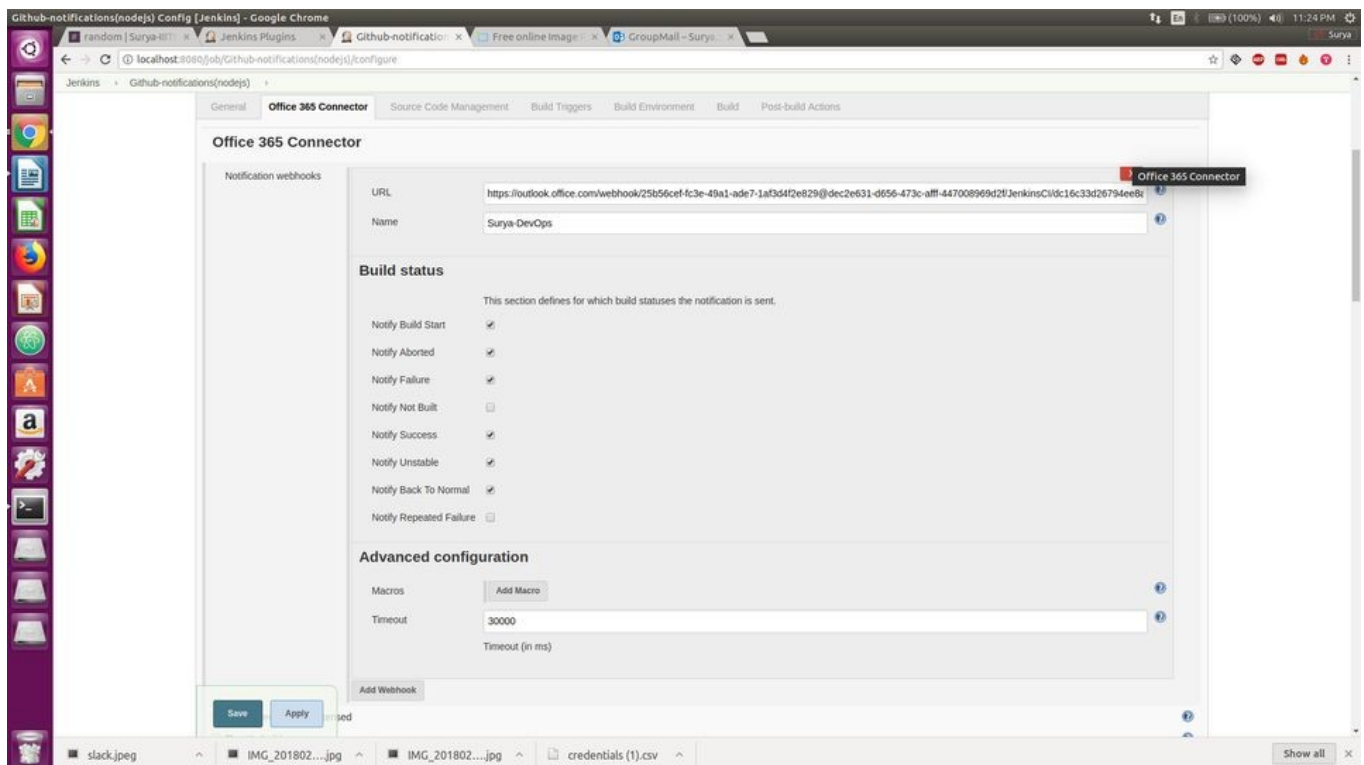 Github-notifications(nodejs) Config [Jenkins] - Google Chrome
En (100%) 11:24 PM
random | Surya-
Jenkins Plugins
Github-notification
Free online Image
GroupMail – Surya
Surya
localhost:8080/job/Github-notifications(nodejs)/configure
Jenkins Github-notifications(nodejs)
General Office 365 Connector Source Code Management Build Triggers Build Environment Build Post-build Actions
Office 365 Connector
Notification webhooks
Office 365 Connector
URL https://outlook.office.com/webhook/25b56cef-fc3e-49a1-ade7-1af3d4f2e829@dec2e631-d656-473c-afff-447008969d2f/JenkinsCI/dc16c33d26794ee8
Name Surya-DevOps
Build status
This section defines for which build statuses the notification is sent.
Notify Build Start
Notify Aborted
Notify Failure
Notify Not Built
Notify Success
Notify Unstable
Notify Back To Normal
Notify Repeated Failure
Advanced configuration
Macros Add Macro
Timeout 30000
Timeout (in ms)
Add Webhook
Save Apply
slack.jpeg IMG_201802....jpg IMG_201802....jpg credentials (1).csv Show all